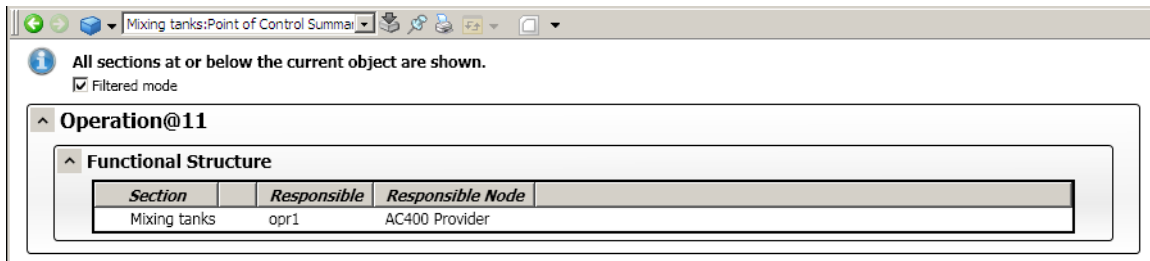 Mixing tanks:Point of Control Summar
All sections at or below the current object are shown.
Filtered mode
Operation@11
Functional Structure
Section Responsible Responsible Node
Mixing tanks opr1 AC400 Provider